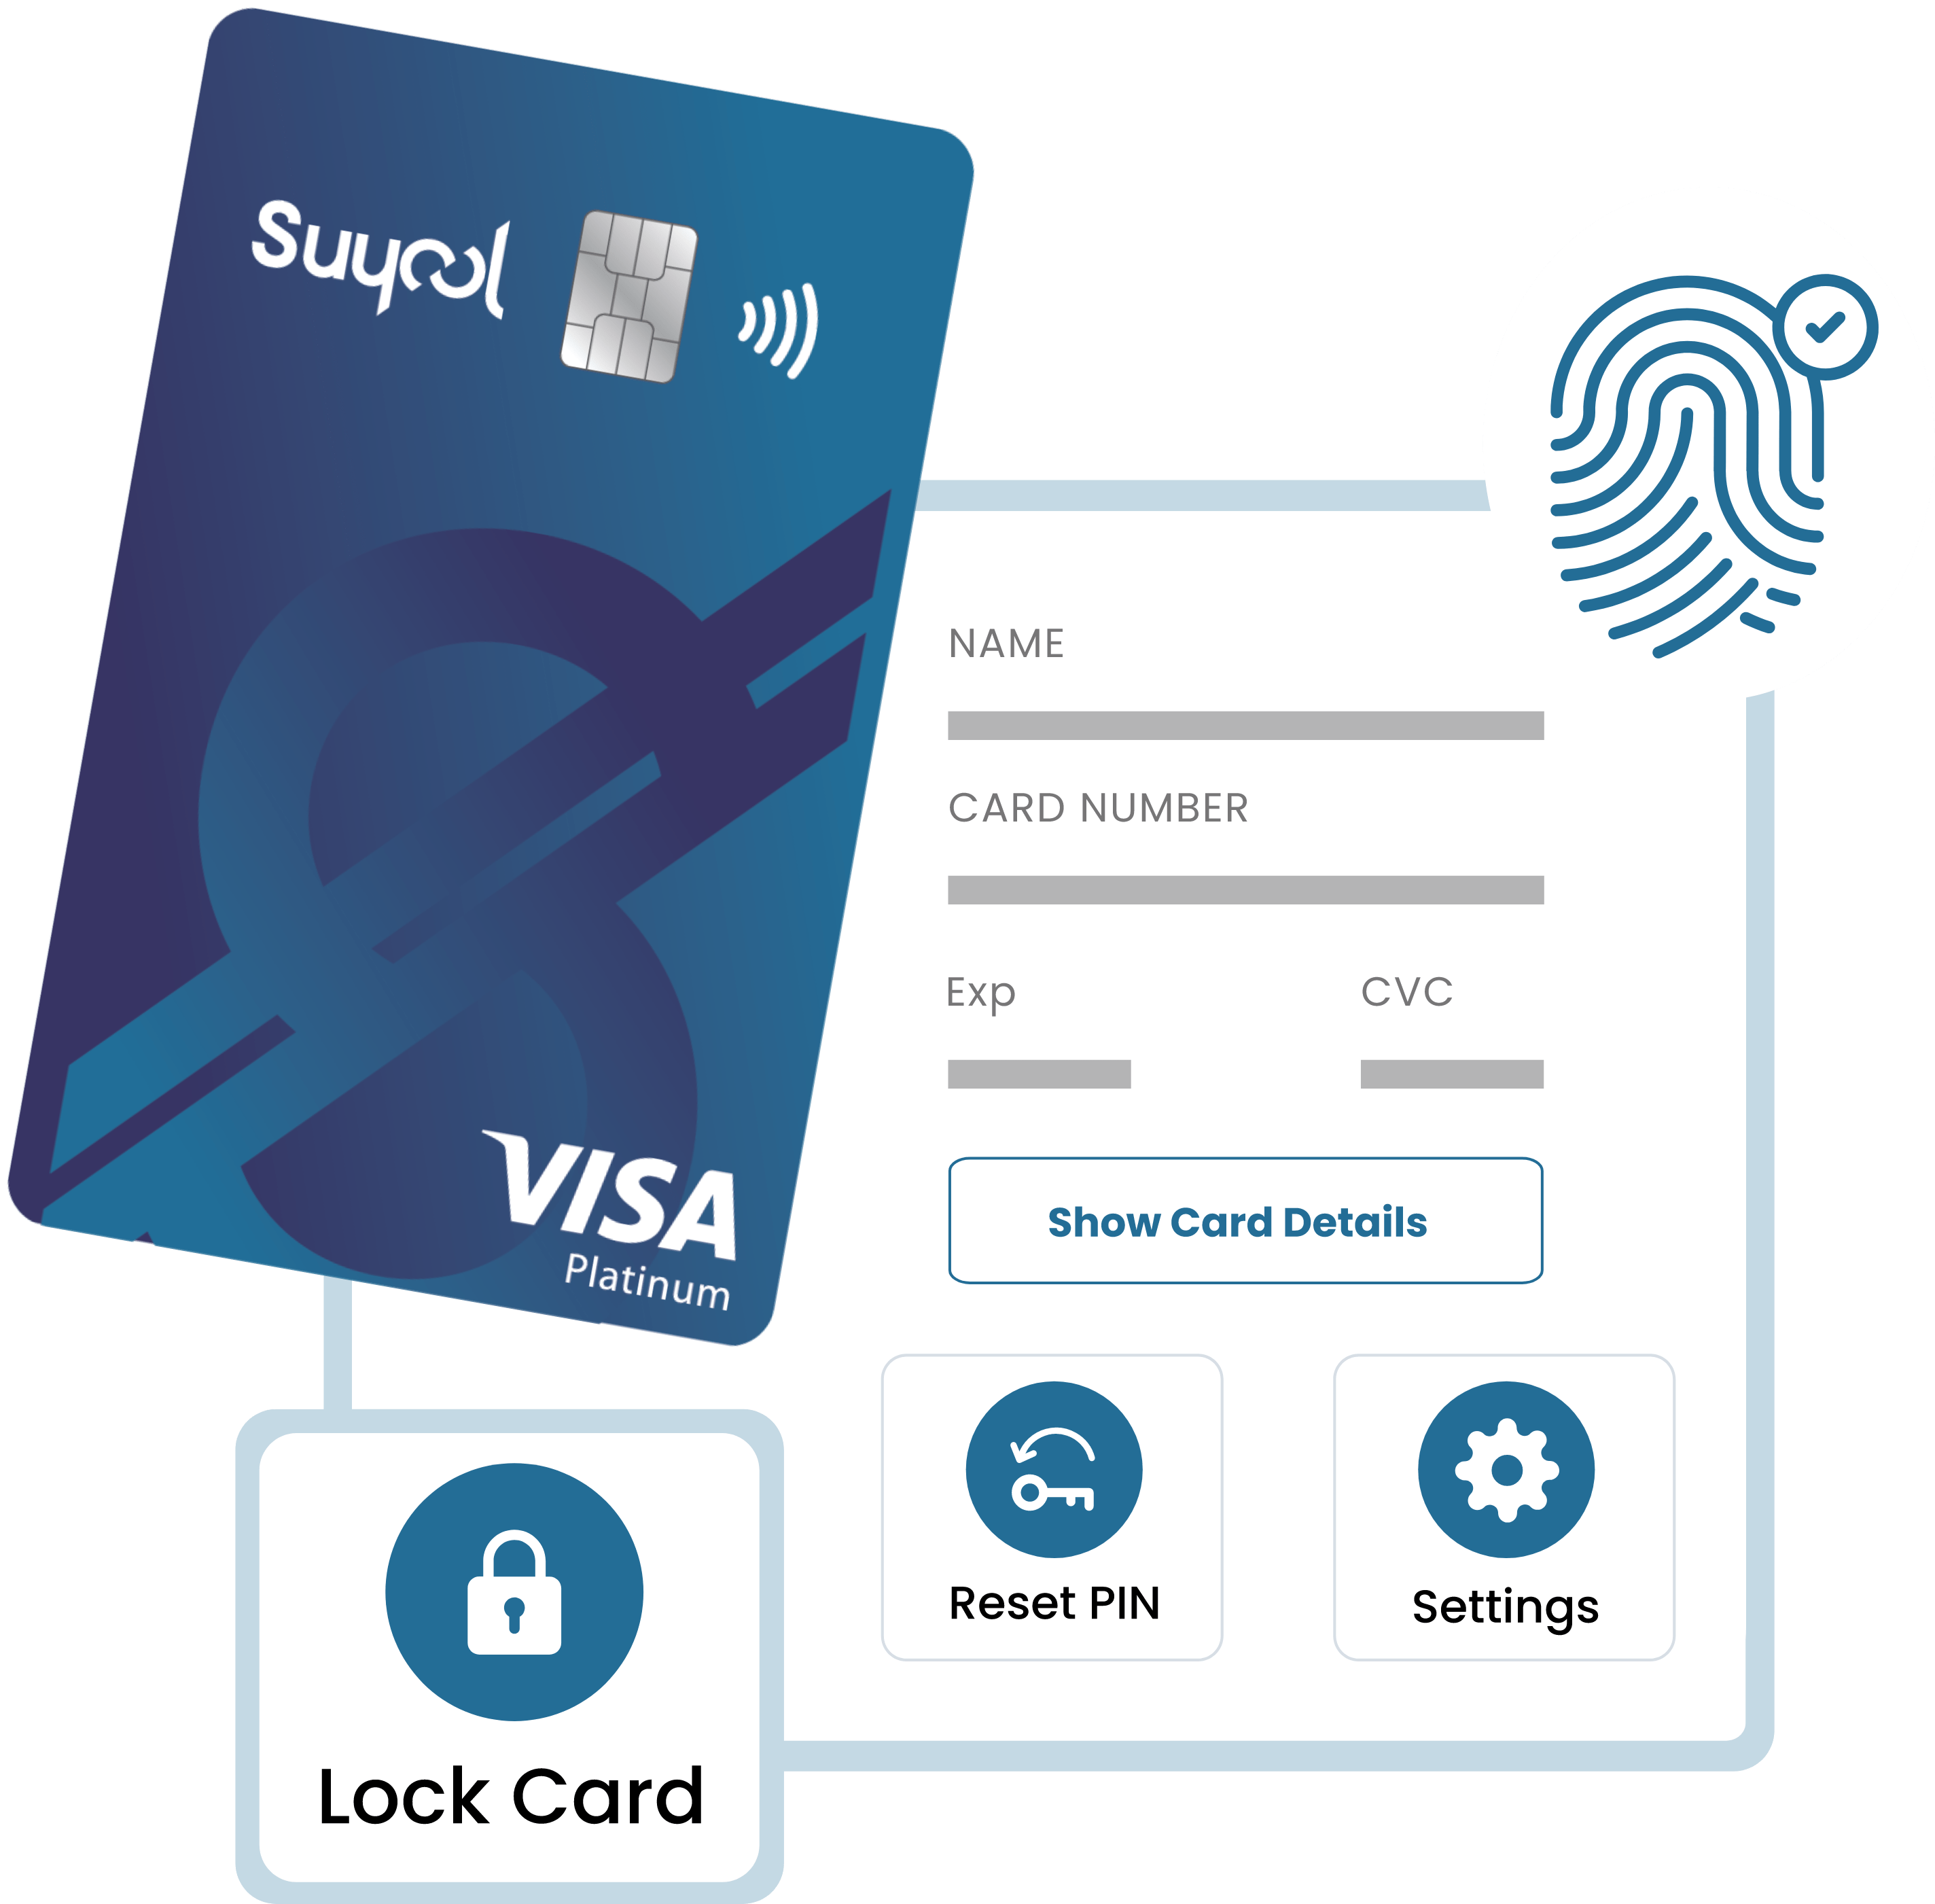 Suyool
NAME
CARD NUMBER
Exp
CVC
Show Card Details
VISA
Platinum
Reset PIN
Settings
Lock Card